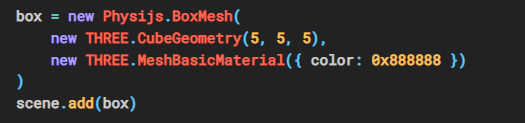 box = new Physijs.BoxMesh(
    new THREE.CubeGeometry(5, 5, 5),
    new THREE.MeshBasicMaterial({ color: 0x888888 })
)
scene.add(box)